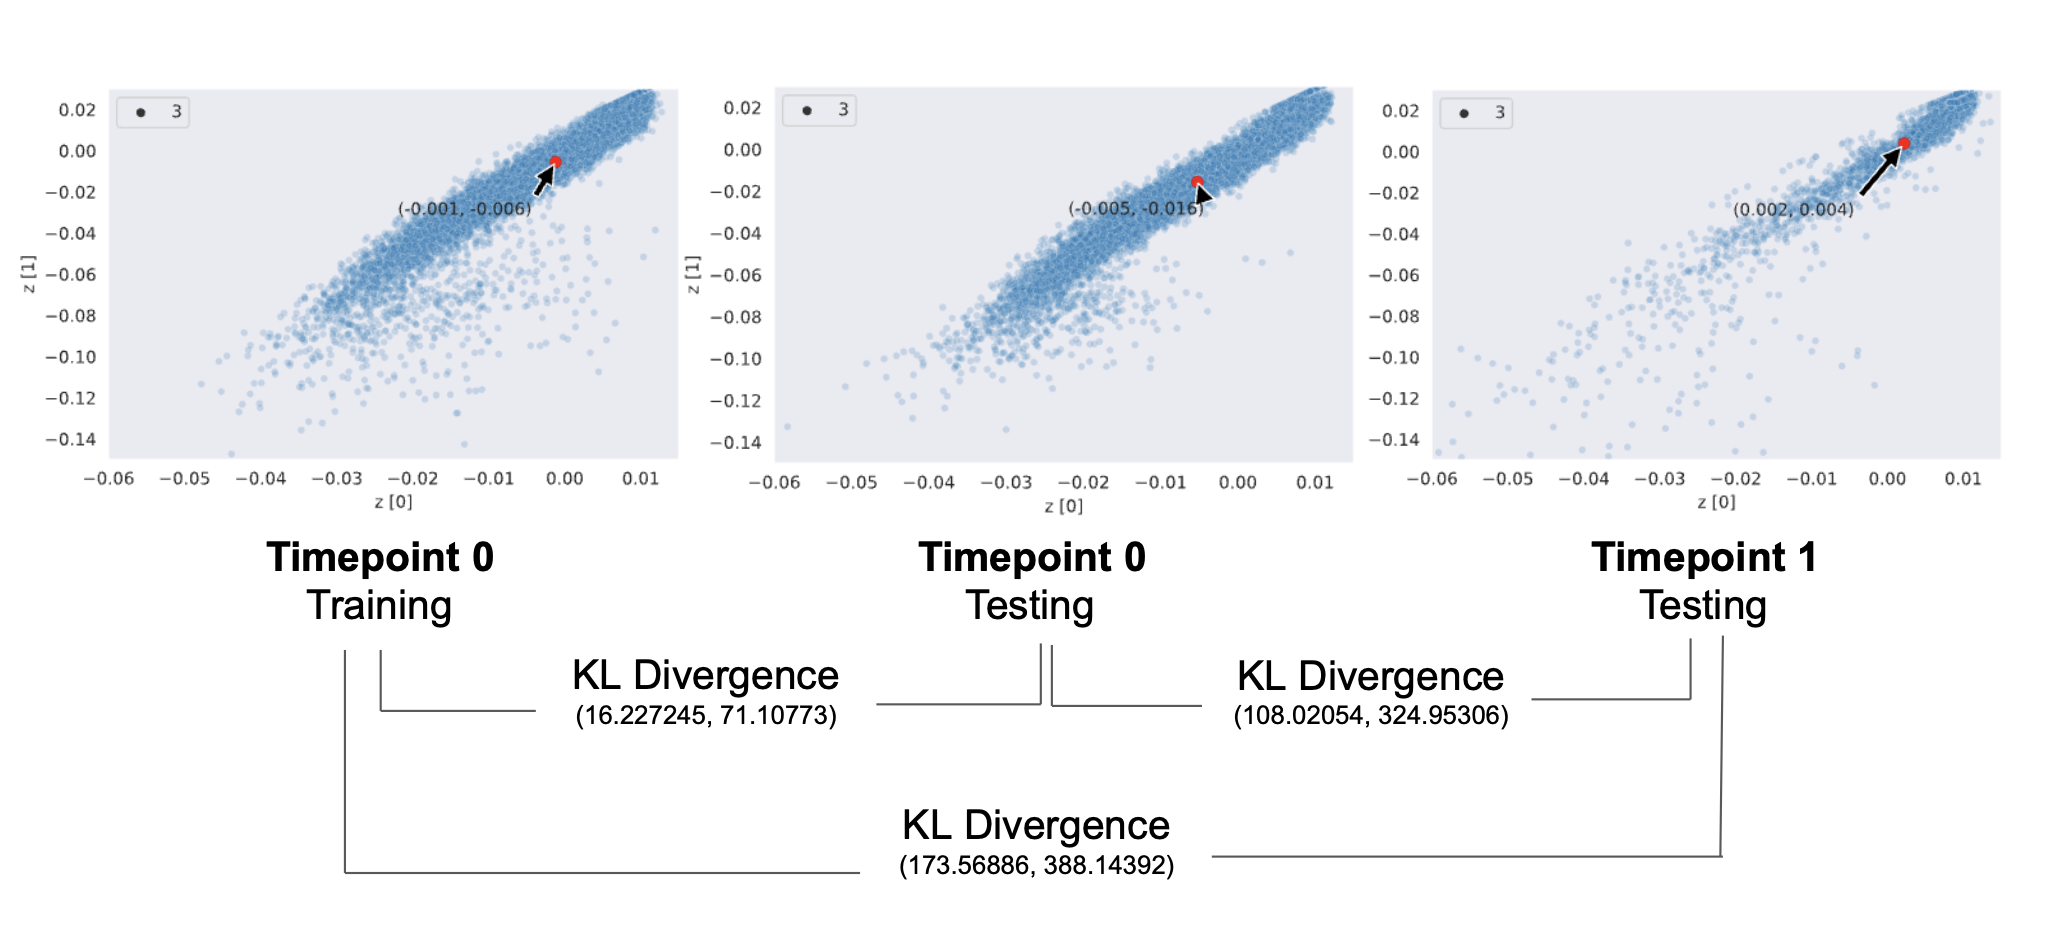 3
0.02
0.00
−0.02
−0.04
−0.06
−0.08
−0.10
−0.12
−0.14
z [1]
(-0.001, -0.006)
−0.06 −0.05 −0.04 −0.03 −0.02 −0.01 0.00 0.01
z [0]
3
0.02
0.00
−0.02
−0.04
−0.06
−0.08
−0.10
−0.12
−0.14
z [1]
(-0.005, -0.016)
−0.06 −0.05 −0.04 −0.03 −0.02 −0.01 0.00 0.01
z [0]
3
0.02
0.00
−0.02
−0.04
−0.06
−0.08
−0.10
−0.12
−0.14
(0.002, 0.004)
−0.06 −0.05 −0.04 −0.03 −0.02 −0.01 0.00 0.01
z [0]
Timepoint 0
Training
Timepoint 0
Testing
Timepoint 1
Testing
KL Divergence
(16.227245, 71.10773)
KL Divergence
(108.02054, 324.95306)
KL Divergence
(173.56886, 388.14392)